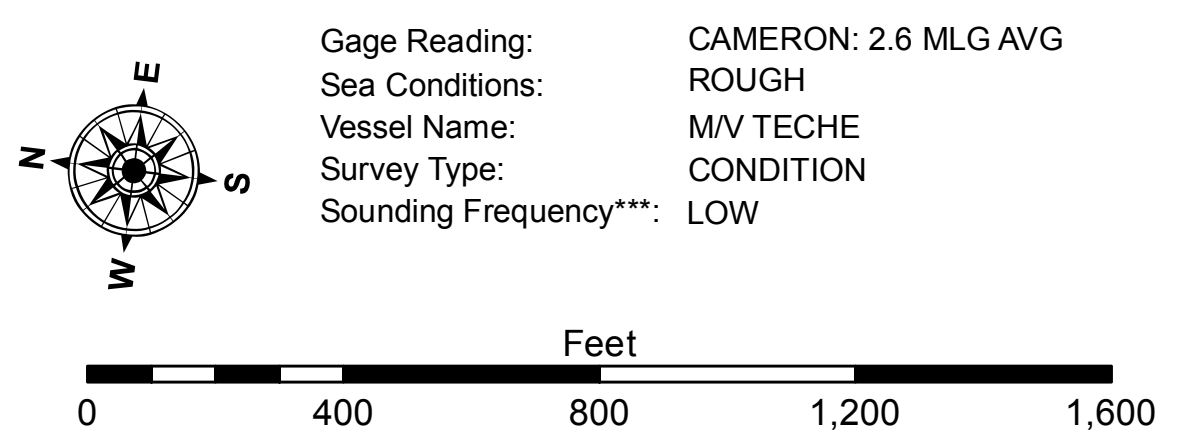 E
N
S
W
Gage Reading: CAMERON: 2.6 MLG AVG
Sea Conditions: ROUGH
Vessel Name: M/V TECHE
Survey Type: CONDITION
Sounding Frequency***: LOW
Feet
0 400 800 1,200 1,600